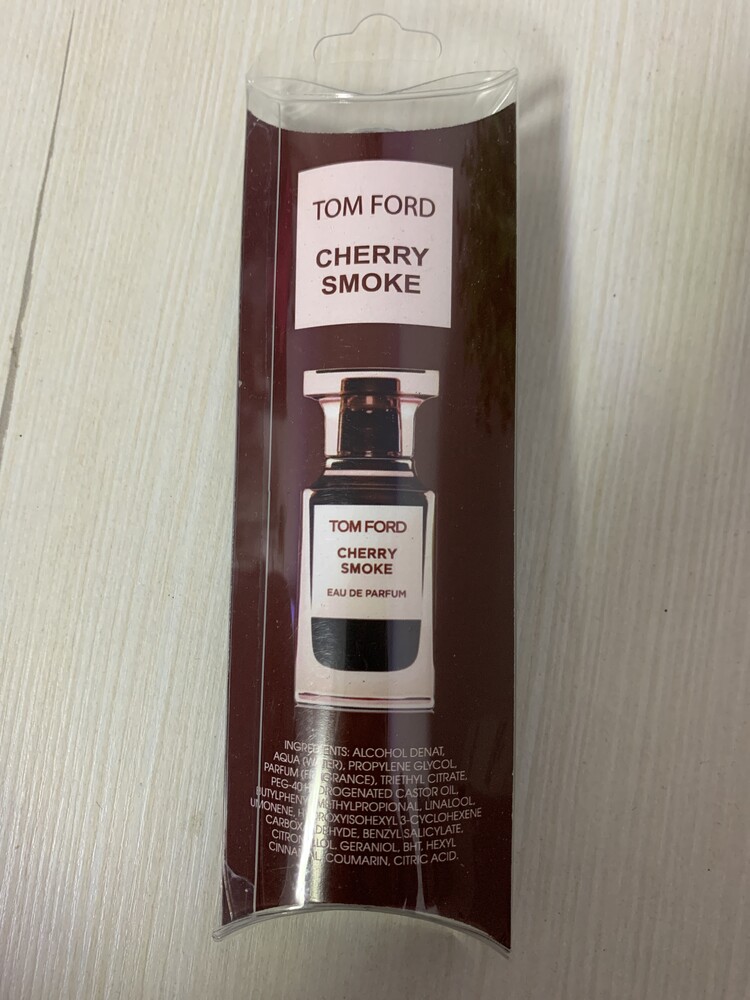 TOM FORD
CHERRY
SMOKE
TOM FORD
CHERRY
SMOKE
EAU DE PARFUM
INGREDIENTS: ALCOHOL DENAT,
AQUA (WATER), PROPYLENE GLYCOL,
PARFUM (FRAGRANCE), TRIETHYL CITRATE,
PEG-40 HYDROGENATED CASTOR OIL,
BUTYLPHENYL METHYLPROPIONAL, LINALOOL,
LIMONENE, HYDROXYISOHEXYL 3-CYCLOHEXENE
CARBOXALDEHYDE, BENZYL SALICYLATE,
CITRONELLOL, GERANIOL, BHT, HEXYL
CINNAMAL, COUMARIN, CITRIC ACID.